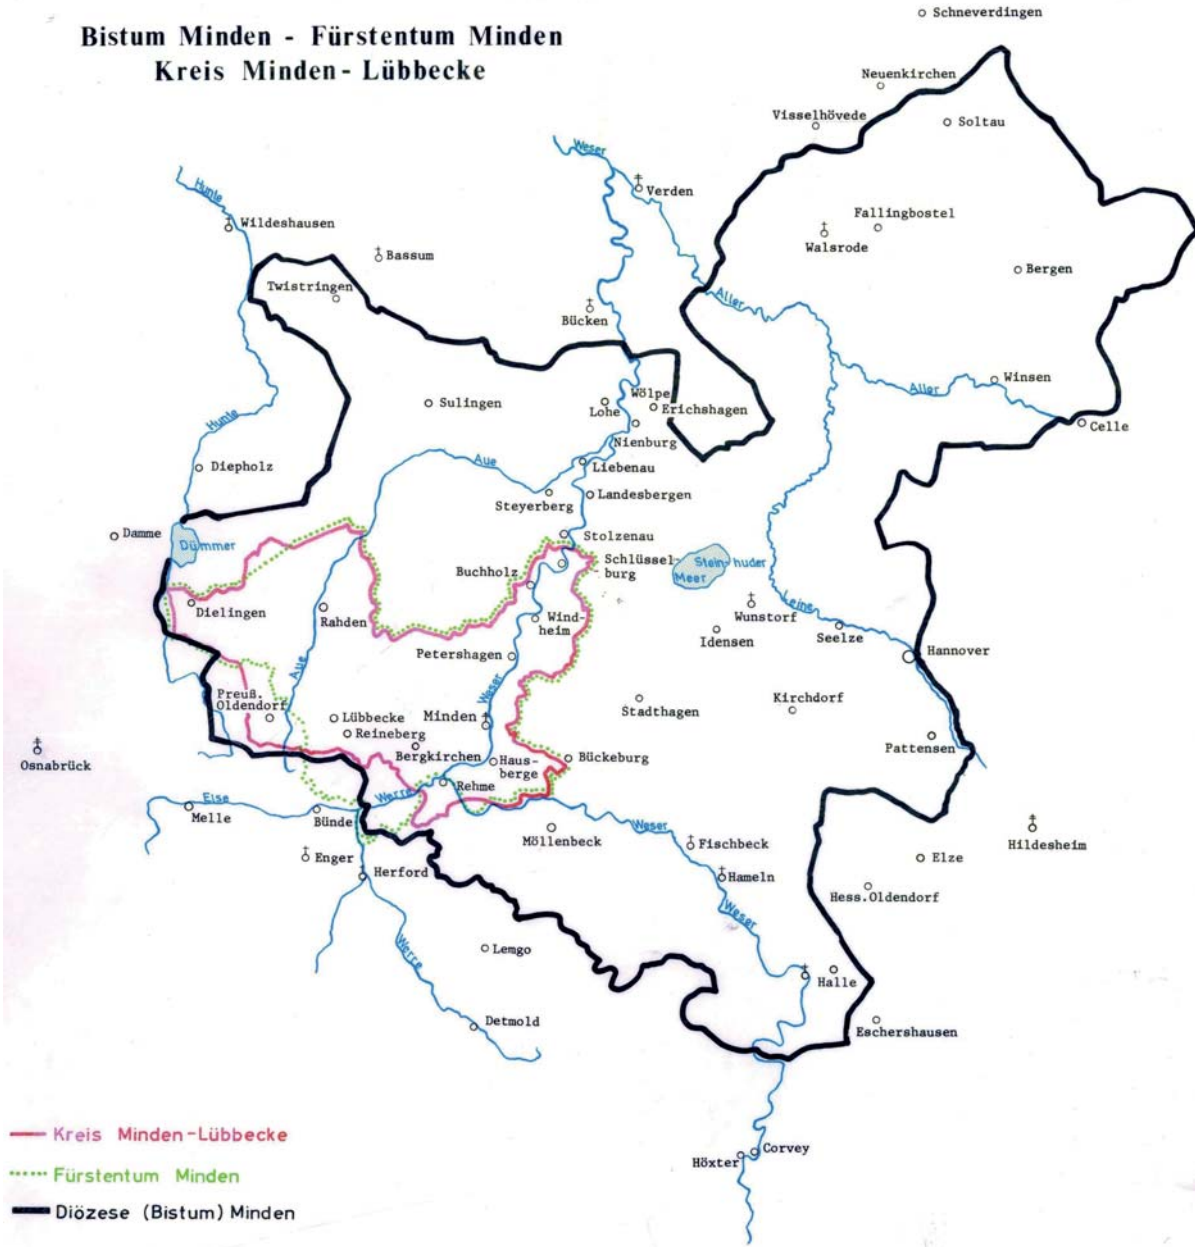 Bistum Minden - Fürstentum Minden
Kreis Minden-Lübbecke
Schneverdingen
Neuenkirchen
Visselhövede
Soltau
Weser
Hunte
Verden
Wildeshausen
Fallingbostel
Walsrode
Bassum
Bergen
Twistringen
Aller
Bücken
Winsen
Aller
Wölpe
Sulingen
Lohe
Erichshagen
Hunte
Nienburg
Celle
Aue
Diepholz
Liebenau
Steyerberg
Landesbergen
Damme
Dümmer
Stolzenau
Schlüssel-
burg
Stein-huder
Meer
Buchholz
Leine
Dielingen
Rahden
Wind-
heim
Wunstorf
Idensen
Seelze
Hannover
Petershagen
Aue
Weser
Preuß.
Oldendorf
Stadthagen
Kirchdorf
Lübbecke
Minden
Reineberg
Bergkirchen
Pattensen
Osnabrück
Haus-
berge
Bückeburg
Rehme
Werre
Else
Melle
Bünde
Weser
Möllenbeck
Fischbeck
Hildesheim
Enger
Herford
Elze
Hameln
Hess.Oldendorf
Weser
Lemgo
Werre
Halle
Detmold
Eschershausen
Kreis Minden-Lübbecke
Corvey
Höxter
Fürstentum Minden
Diözese (Bistum) Minden